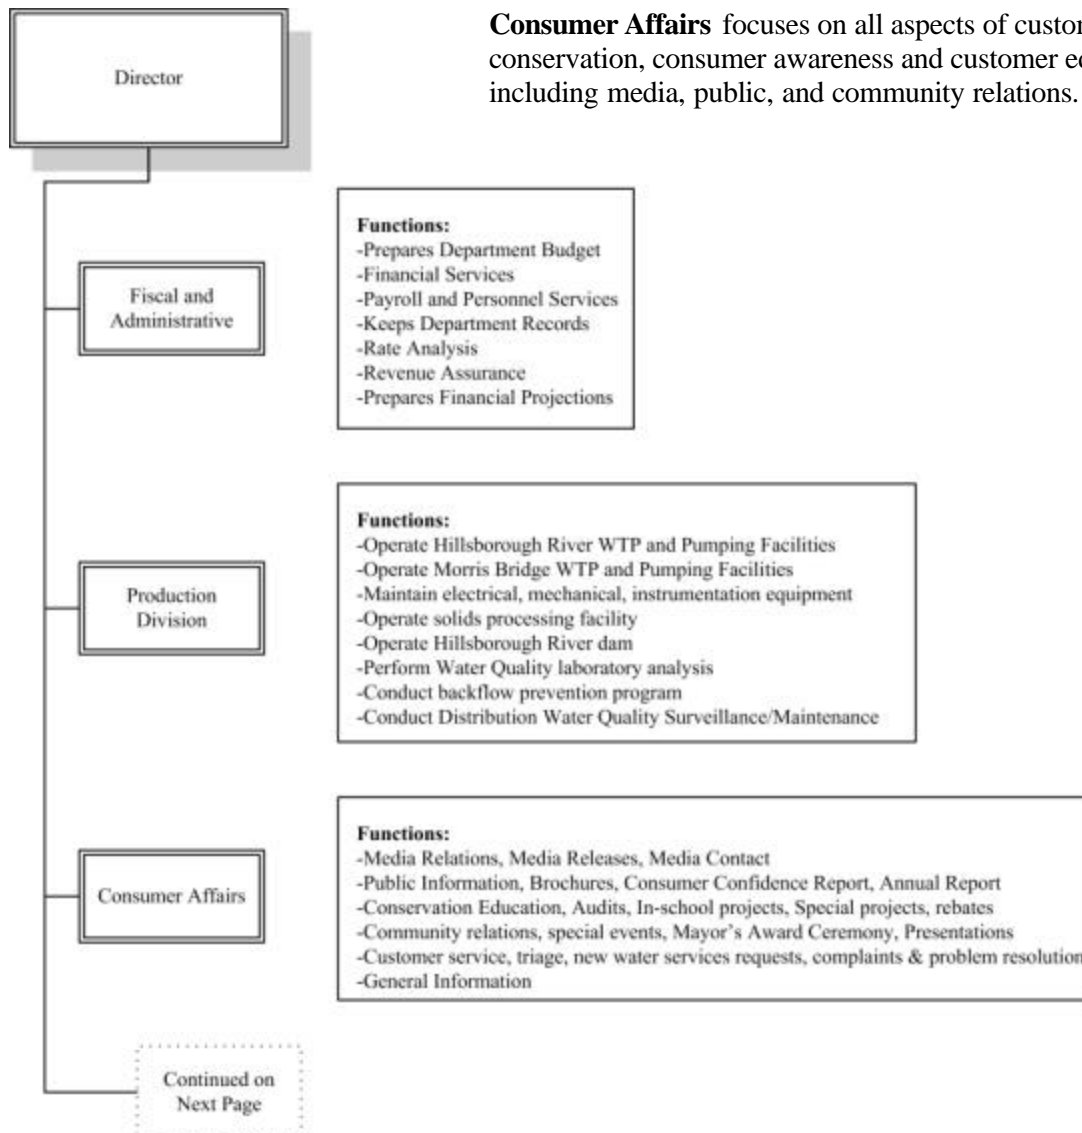 Consumer Affairs focuses on all aspects of
conservation, consumer awareness and customer
including media, public, and community relations.
Director
Fiscal and
Administrative
Functions:
-Prepares Department Budget
-Financial Services
-Payroll and Personnel Services
-Keeps Department Records
-Rate Analysis
-Revenue Assurance
-Prepares Financial Projections
Production
Division
Functions:
-Operate Hillsborough River WTP and Pumping Facilities
-Operate Morris Bridge WTP and Pumping Facilities
-Maintain electrical, mechanical, instrumentation equipment
-Operate solids processing facility
-Operate Hillsborough River dam
-Perform Water Quality laboratory analysis
-Conduct backflow prevention program
-Conduct Distribution Water Quality Surveillance/Maintenance
Consumer Affairs
Functions:
-Media Relations, Media Releases, Media Contact
-Public Information, Brochures, Consumer Confidence Report, Annual Report
-Conservation Education, Audits, In-school projects, Special projects, rebates
-Community relations, special events, Mayor's Award Ceremony, Presentations
-Customer service, triage, new water services requests, complaints & problem resolution
-General Information
Continued on
Next Page